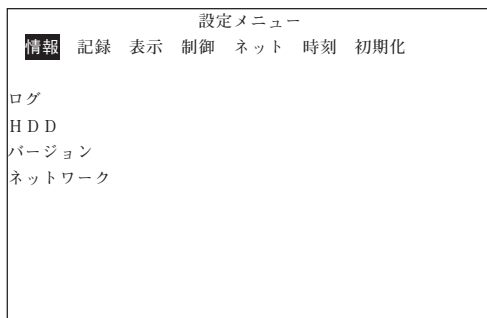 設定メニュー
情報 記録 表示 制御 ネット 時刻 初期化
ログ
ＨＤＤ
バージョン
ネットワーク